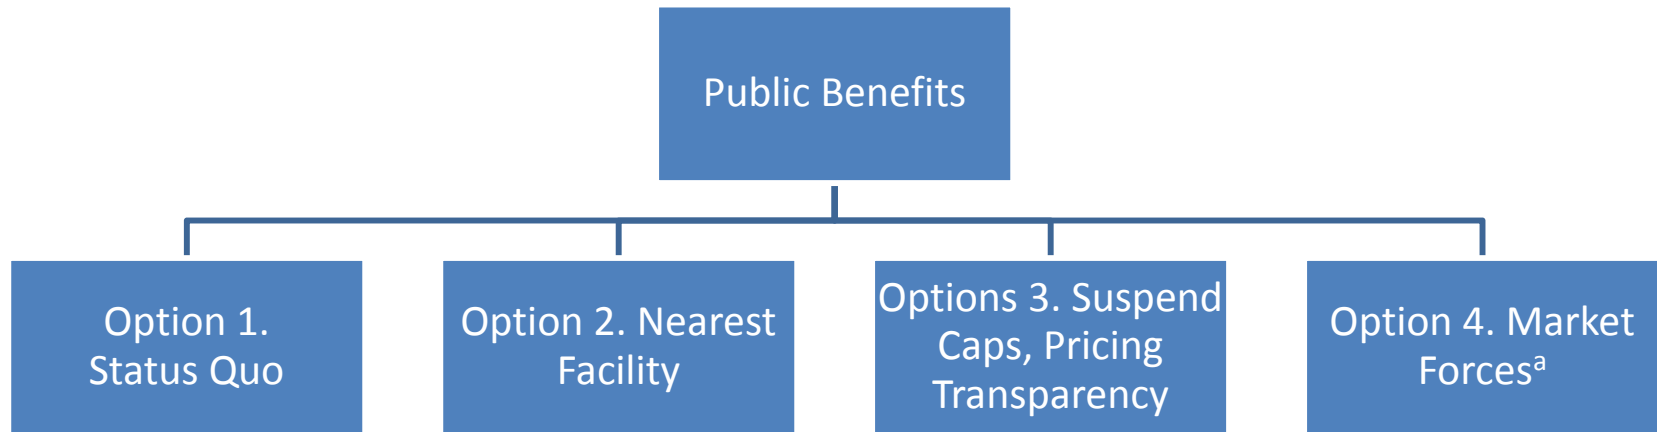 Public Benefits
Option 1.
Status Quo
Option 2. Nearest
Facility
Options 3. Suspend
Caps, Pricing
Transparency
Option 4. Market
Forcesᵃ